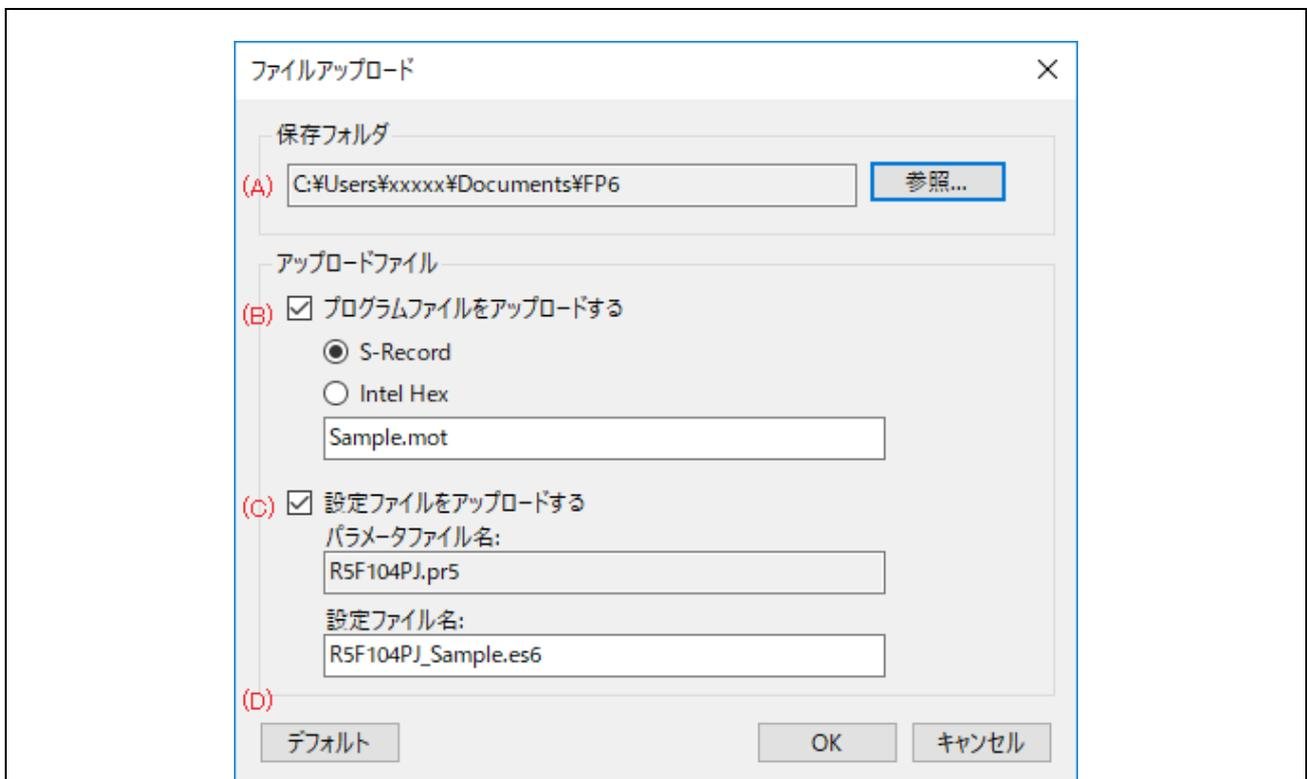 ファイルアップロード
保存フォルダ
(A) C:¥Users¥xxxxx¥Documents¥FP6 参照...
アップロードファイル
(B) プログラムファイルをアップロードする
S-Record
Intel Hex
Sample.mot
(C) 設定ファイルをアップロードする
パラメータファイル名:
R5F104PJ.pr5
設定ファイル名:
R5F104PJ_Sample.es6
(D)
デフォルト OK キャンセル